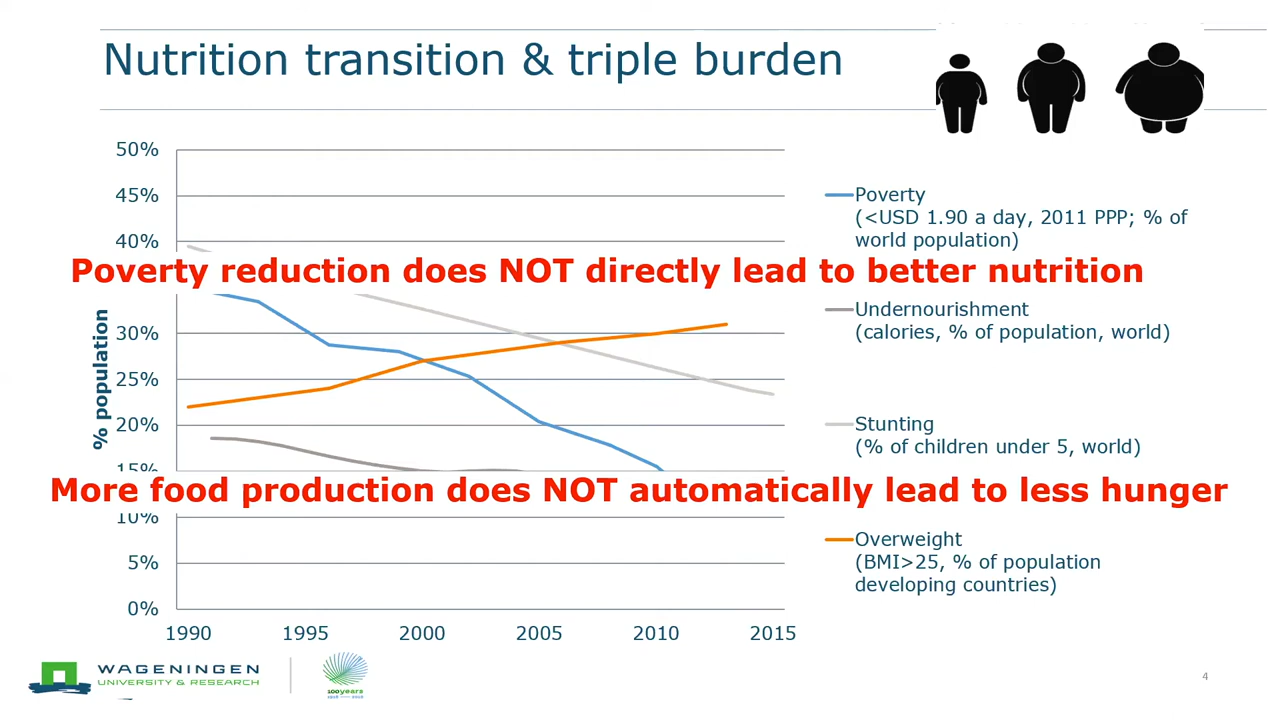 Nutrition transition & triple burden
50%
45%
40%
30%
25%
20%
15%
10%
5%
0%
% population
1990 1995 2000 2005 2010 2015
Poverty
(<USD 1.90 a day, 2011 PPP; % of
world population)
Poverty reduction does NOT directly lead to better nutrition
Undernourishment
(calories, % of population, world)
Stunting
(% of children under 5, world)
More food production does NOT automatically lead to less hunger
Overweight
(BMI>25, % of population
developing countries)
WAGENINGEN
UNIVERSITY & RESEARCH
100years
4